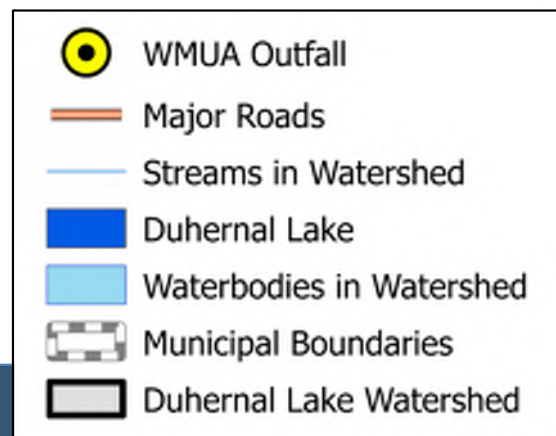 WMUA Outfall
Major Roads
Streams in Watershed
Duhernal Lake
Waterbodies in Watershed
Municipal Boundaries
Duhernal Lake Watershed